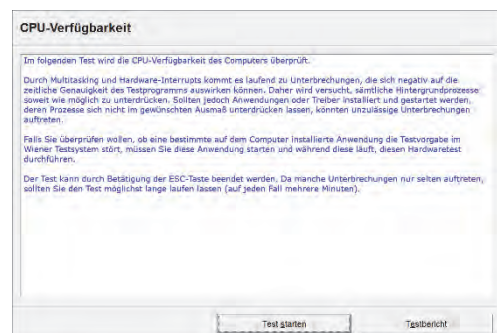 CPU-Verfügbarkeit
Im folgenden Test wird die CPU-Verfügbarkeit des Computers überprüft.
Durch Multitasking und Hardware-Interrupts kommt es laufend zu Unterbrechungen, die sich negativ auf die
zeitliche Genauigkeit des Testprogramms auswirken können. Daher wird versucht, sämtliche Hintergrundprozesse
soweit wie möglich zu unterdrücken. Sollten jedoch Anwendungen oder Treiber installiert und gestartet werden,
deren Prozesse sich nicht im gewünschten Ausmaß unterdrücken lassen, könnten unzulässige Unterbrechungen
auftreten.
Falls Sie überprüfen wollen, ob eine bestimmte auf dem Computer installierte Anwendung die Testvorgabe im
Wiener Testsystem stört, müssen Sie diese Anwendung starten und während diese läuft, diesen Hardwaretest
durchführen.
Der Test kann durch Betätigung der ESC-Taste beendet werden. Da manche Unterbrechungen nur selten auftreten,
sollten Sie den Test möglichst lange laufen lassen (auf jeden Fall mehrere Minuten).
Test starten
Testbericht